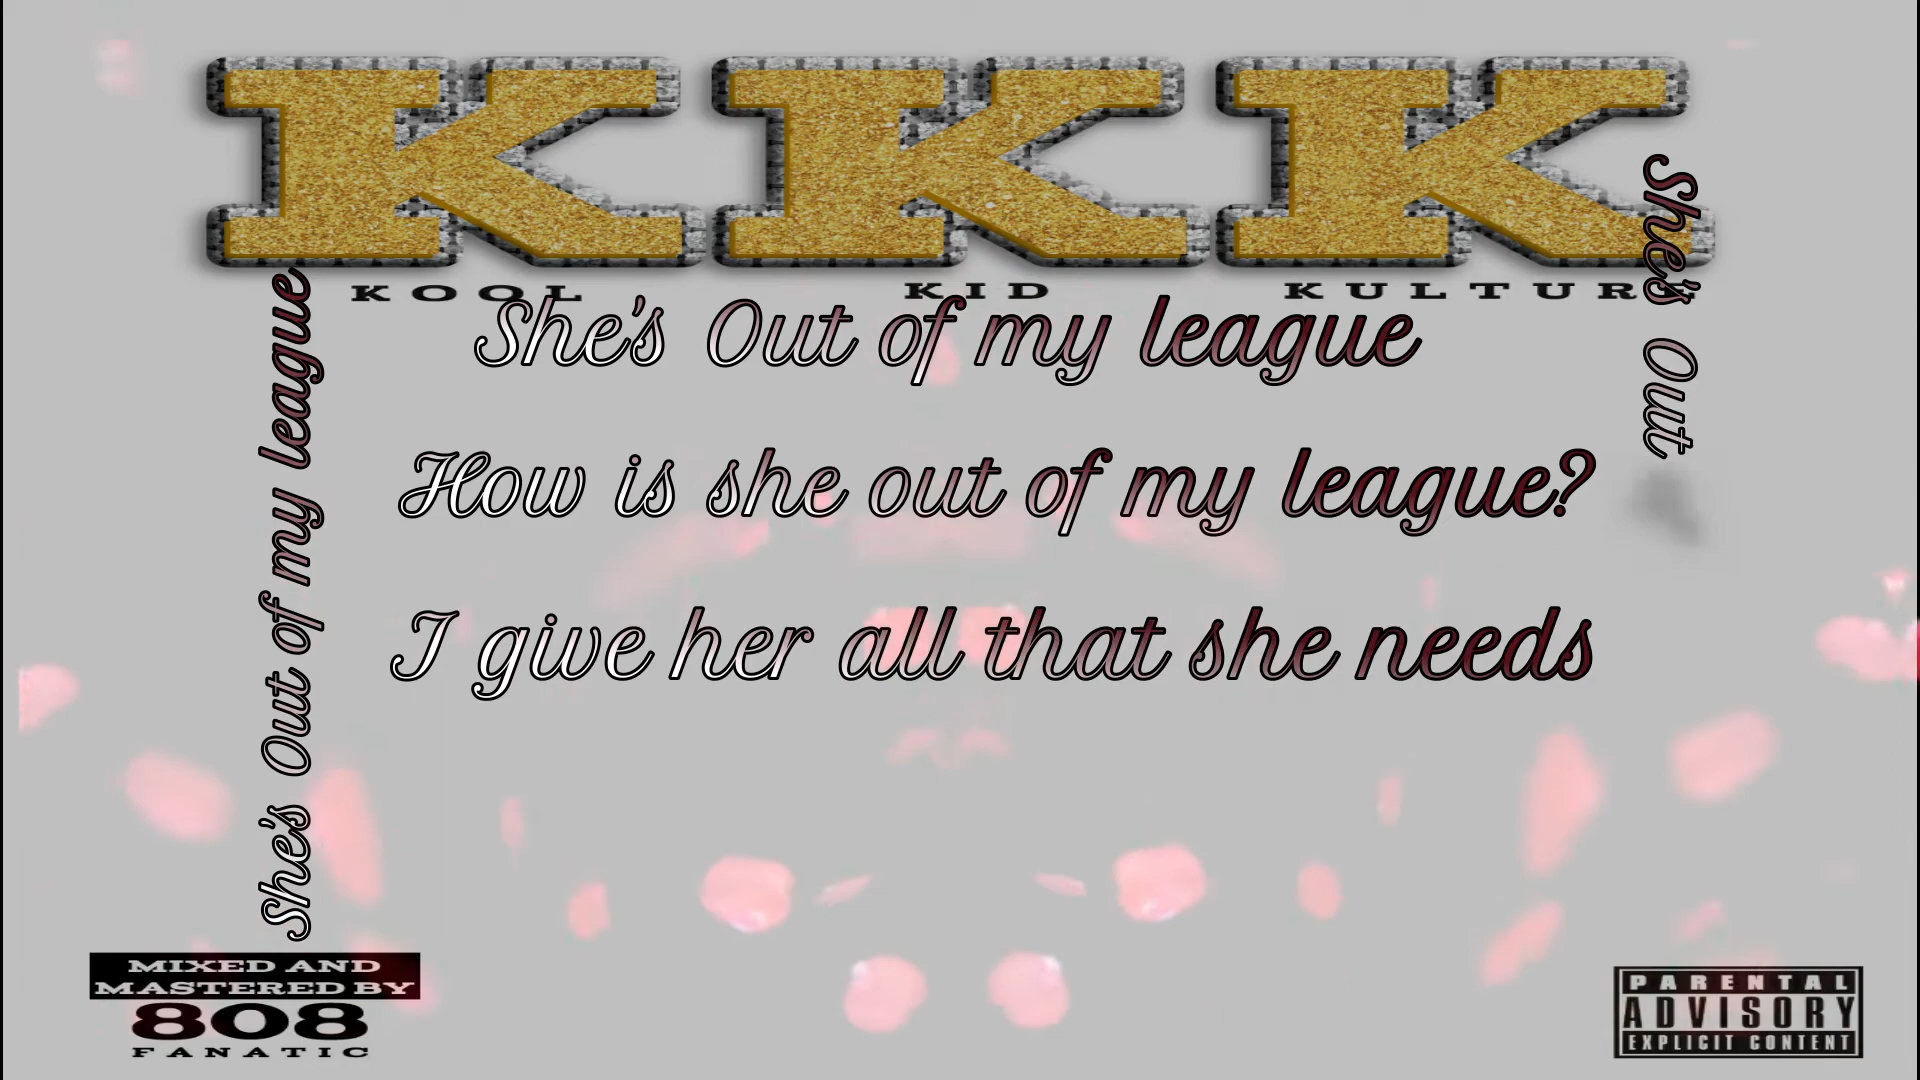 KKK
KOOL KID KULTURE
She's Out of my league
How is she out of my league?
I give her all that she needs
She's Out of my league
She's Out
MIXED AND
MASTERED BY
808
FANATIC
PARENTAL
ADVISORY
EXPLICIT CONTENT